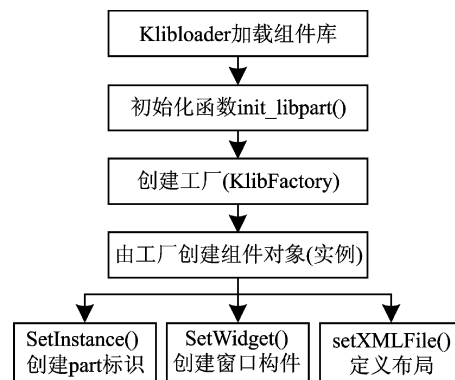 Klibloader加载组件库
初始化函数init_libpart()
创建工厂(KlibFactory)
由工厂创建组件对象(实例)
SetInstance()
创建part标识
SetWidget()
创建窗口构件
setXMLFile()
定义布局